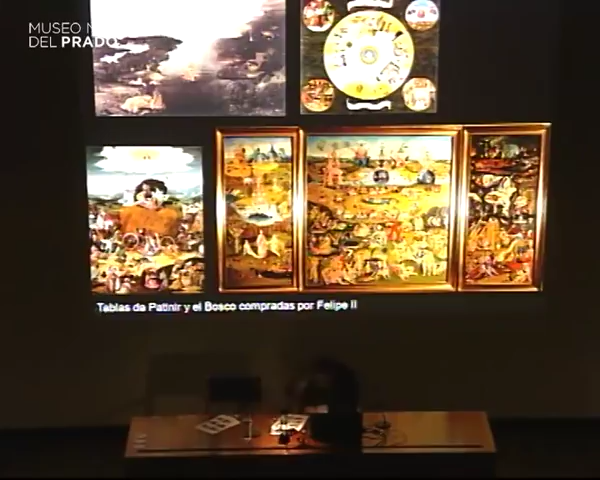 MUSEO N
DEL PRADO
Tablas de Patinir y el Bosco compradas por Felipe II